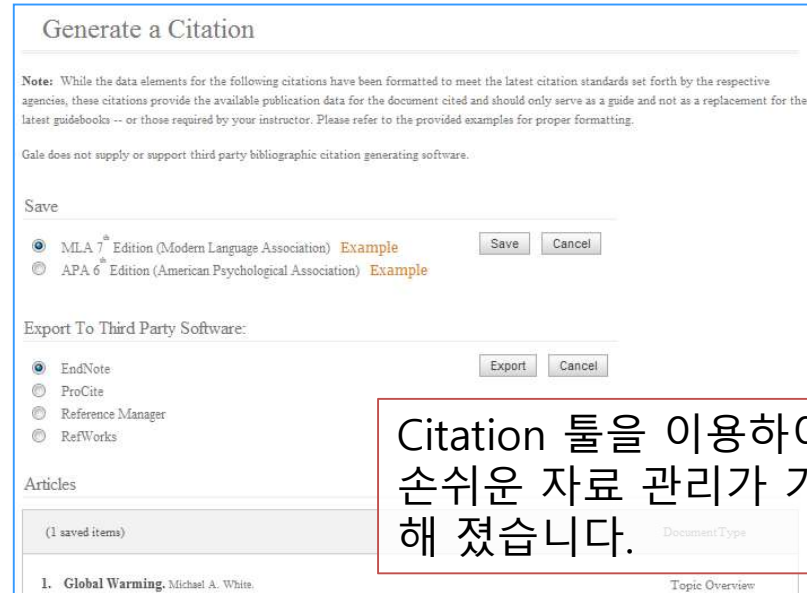 Generate a Citation
Note: While the data elements for the following citations have been formatted to meet the latest citation standards set forth by the respective
agencies, these citations provide the available publication data for the document cited and should only serve as a guide and not as a replacement for the
latest guidebooks -- or those required by your instructor. Please refer to the provided examples for proper formatting.
Gale does not supply or support third party bibliographic citation generating software.
Save
MLA 7th Edition (Modern Language Association) Example Save Cancel
APA 6th Edition (American Psychological Association) Example
Export To Third Party Software:
EndNote Export Cancel
ProCite
Reference Manager
RefWorks
Citation 툴을 이용하
손쉬운 자료 관리가
해 졌습니다.
Articles
(1 saved items) DocumentType
1. Global Warming. Michael A. White. Topic Overview